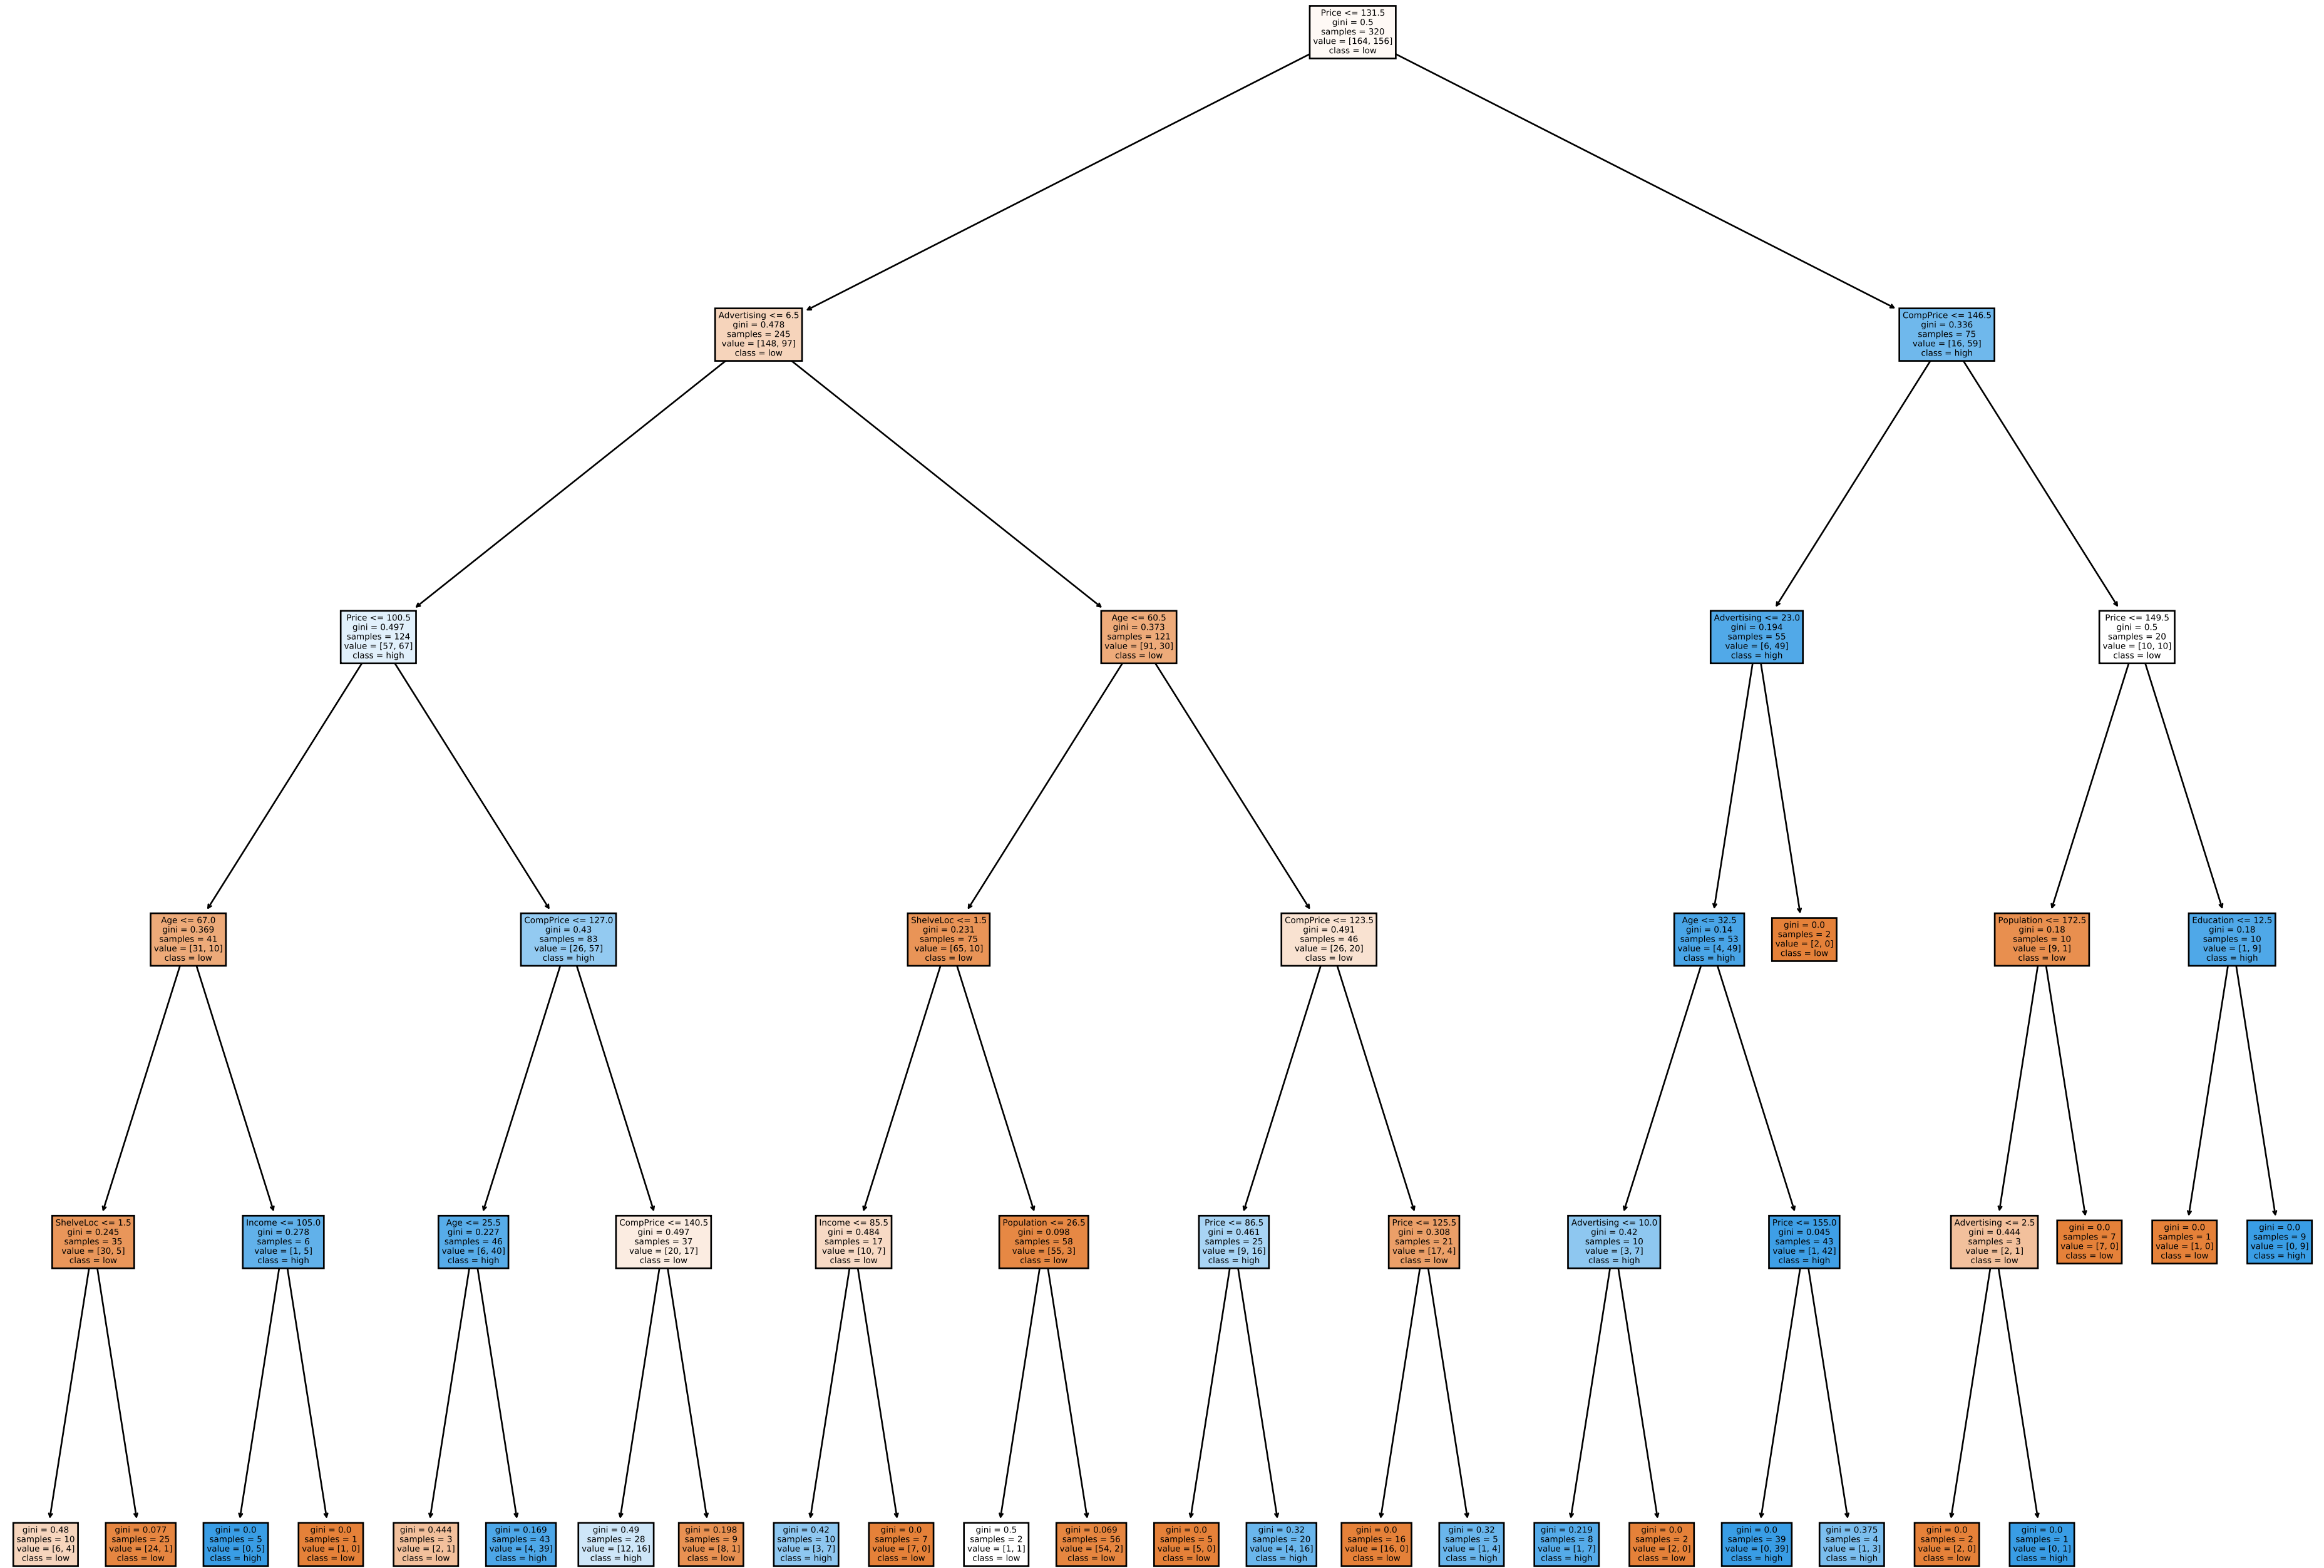 Price <= 131.5
gini = 0.5
samples = 320
value = [164, 156]
class = low
Advertising <= 6.5
gini = 0.478
samples = 245
value = [148, 97]
class = low
CompPrice <= 146.5
gini = 0.336
samples = 75
value = [16, 59]
class = high
Price <= 100.5
gini = 0.497
samples = 124
value = [57, 67]
class = high
Age <= 60.5
gini = 0.373
samples = 121
value = [91, 30]
class = low
Advertising <= 23.0
gini = 0.194
samples = 55
value = [6, 49]
class = high
Price <= 149.5
gini = 0.5
samples = 20
value = [10, 10]
class = low
Age <= 67.0
gini = 0.369
samples = 41
value = [31, 10]
class = low
CompPrice <= 127.0
gini = 0.43
samples = 83
value = [26, 57]
class = high
ShelveLoc <= 1.5
gini = 0.231
samples = 75
value = [65, 10]
class = low
CompPrice <= 123.5
gini = 0.491
samples = 46
value = [26, 20]
class = low
Age <= 32.5
gini = 0.14
samples = 53
value = [4, 49]
class = high
gini = 0.0
samples = 2
value = [2, 0]
class = low
Population <= 172.5
gini = 0.18
samples = 10
value = [9, 1]
class = low
Education <= 12.5
gini = 0.18
samples = 10
value = [1, 9]
class = high
ShelveLoc <= 1.5
gini = 0.245
samples = 35
value = [30, 5]
class = low
Income <= 105.0
gini = 0.278
samples = 6
value = [1, 5]
class = high
Age <= 25.5
gini = 0.227
samples = 46
value = [6, 40]
class = high
CompPrice <= 140.5
gini = 0.497
samples = 37
value = [20, 17]
class = low
Income <= 85.5
gini = 0.484
samples = 17
value = [10, 7]
class = low
Population <= 26.5
gini = 0.098
samples = 58
value = [55, 3]
class = low
Price <= 86.5
gini = 0.461
samples = 25
value = [9, 16]
class = high
Price <= 125.5
gini = 0.308
samples = 21
value = [17, 4]
class = low
Advertising <= 10.0
gini = 0.42
samples = 10
value = [3, 7]
class = high
Price <= 155.0
gini = 0.045
samples = 43
value = [1, 42]
class = high
Advertising <= 2.5
gini = 0.444
samples = 3
value = [2, 1]
class = low
gini = 0.0
samples = 7
value = [7, 0]
class = low
gini = 0.0
samples = 1
value = [1, 0]
class = low
gini = 0.0
samples = 9
value = [0, 9]
class = high
gini = 0.48
samples = 10
value = [6, 4]
class = low
gini = 0.077
samples = 25
value = [24, 1]
class = low
gini = 0.0
samples = 5
value = [0, 5]
class = high
gini = 0.0
samples = 1
value = [1, 0]
class = low
gini = 0.444
samples = 3
value = [2, 1]
class = low
gini = 0.169
samples = 43
value = [4, 39]
class = high
gini = 0.49
samples = 28
value = [12, 16]
class = high
gini = 0.198
samples = 9
value = [8, 1]
class = low
gini = 0.42
samples = 10
value = [3, 7]
class = high
gini = 0.0
samples = 7
value = [7, 0]
class = low
gini = 0.5
samples = 2
value = [1, 1]
class = low
gini = 0.069
samples = 56
value = [54, 2]
class = low
gini = 0.0
samples = 5
value = [5, 0]
class = low
gini = 0.32
samples = 20
value = [4, 16]
class = high
gini = 0.0
samples = 16
value = [16, 0]
class = low
gini = 0.32
samples = 5
value = [1, 4]
class = high
gini = 0.219
samples = 8
value = [1, 7]
class = high
gini = 0.0
samples = 2
value = [2, 0]
class = low
gini = 0.0
samples = 39
value = [0, 39]
class = high
gini = 0.375
samples = 4
value = [1, 3]
class = high
gini = 0.0
samples = 2
value = [2, 0]
class = low
gini = 0.0
samples = 1
value = [0, 1]
class = high